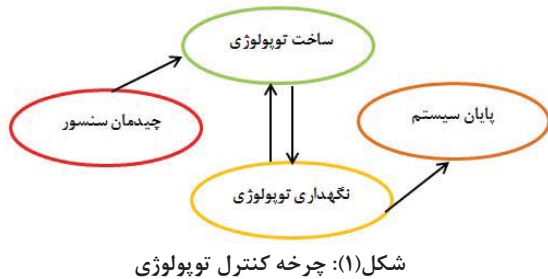 ساخت توپولوژی
چیدمان سنسور
پایان سیستم
نگهداری توپولوژی
شکل(۱): چرخه کنترل توپولوژی